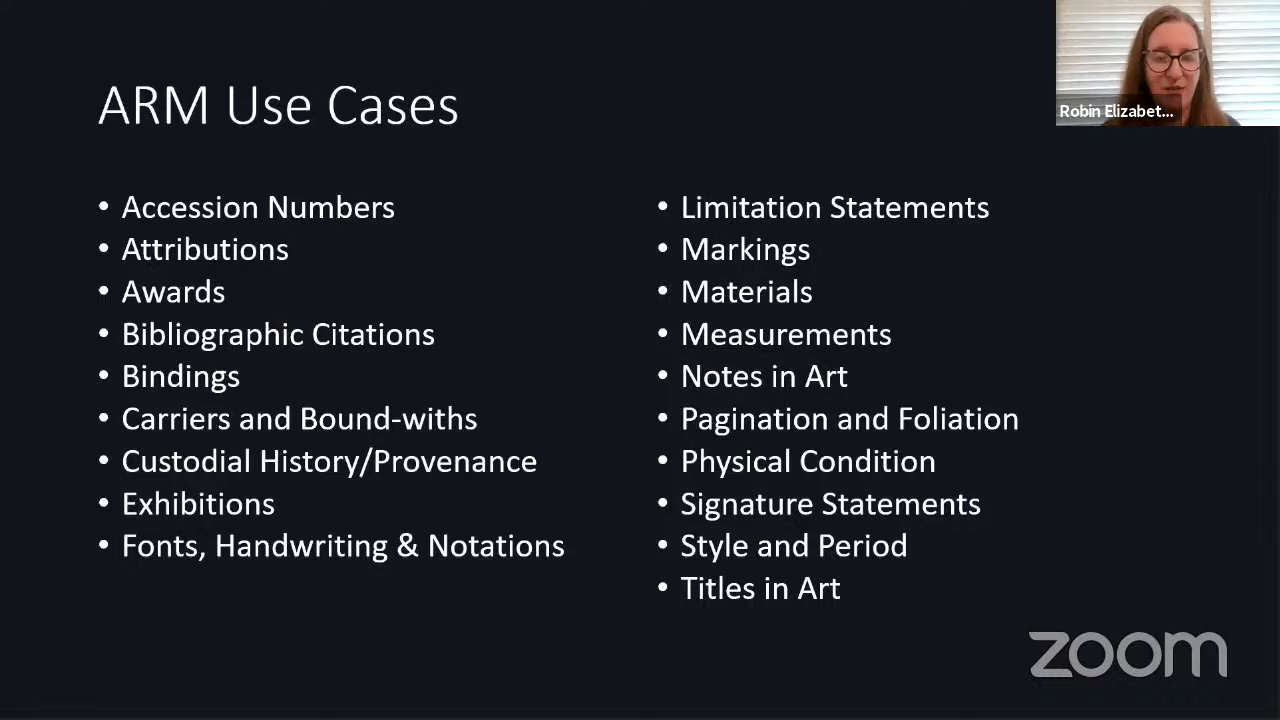 ARM Use Cases
Robin Elizabet...
• Accession Numbers
• Attributions
• Awards
• Bibliographic Citations
• Bindings
• Carriers and Bound-withs
• Custodial History/Provenance
• Exhibitions
• Fonts, Handwriting & Notations
• Limitation Statements
• Markings
• Materials
• Measurements
• Notes in Art
• Pagination and Foliation
• Physical Condition
• Signature Statements
• Style and Period
• Titles in Art
zoom